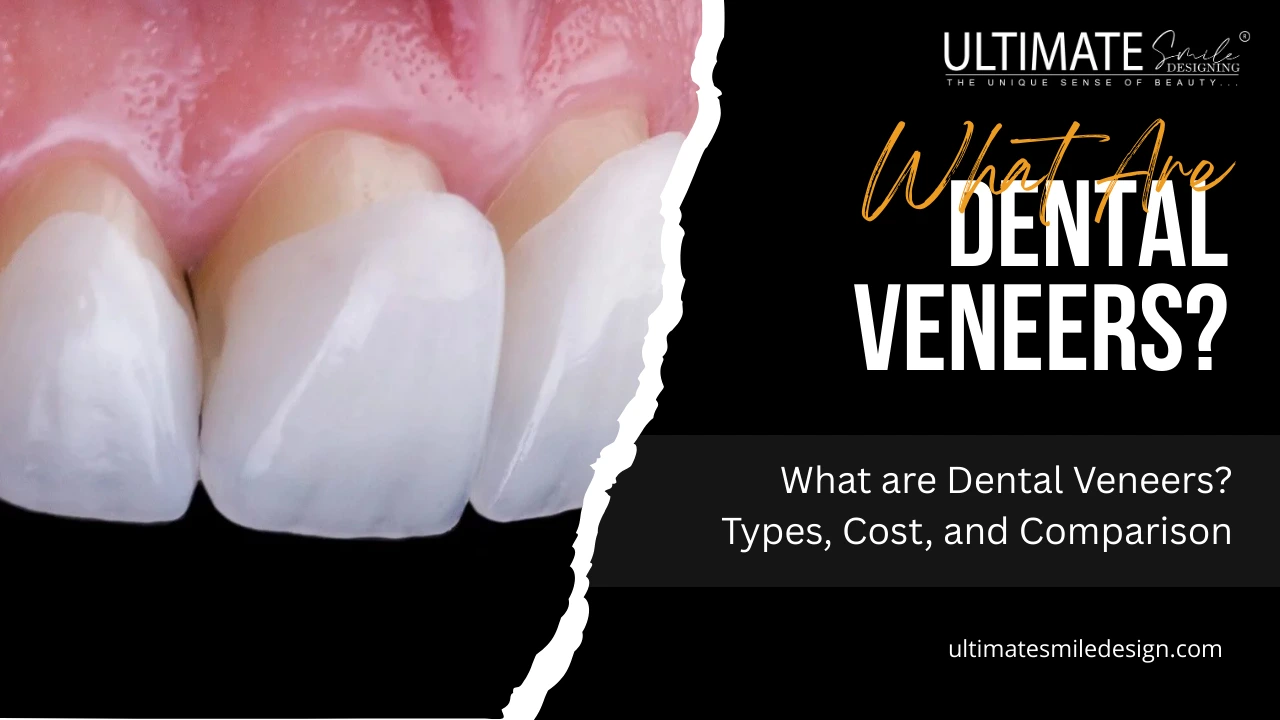 ULTIMATE Smile DESIGNING
THE UNIQUE SENSE OF BEAUTY...
What Are
DENTAL
VENEERS?
What are Dental Veneers?
Types, Cost, and Comparison
ultimatesmiledesign.com